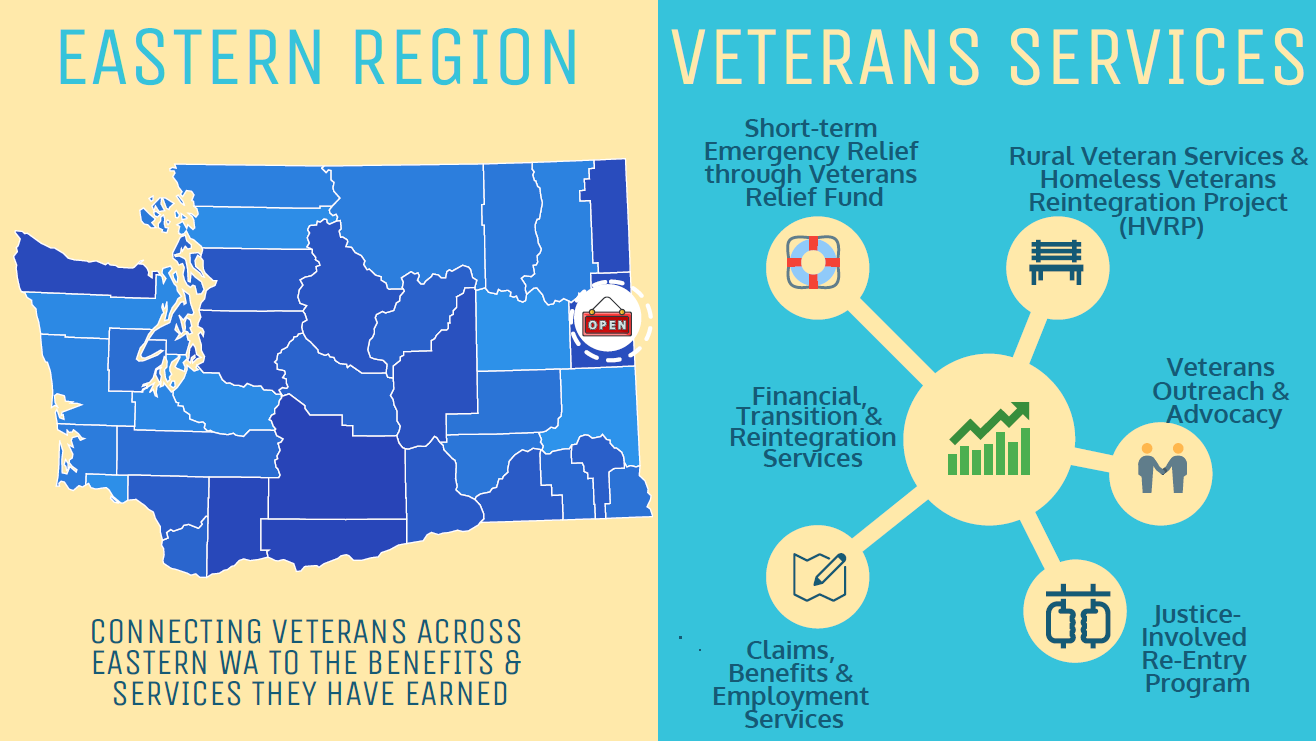 EASTERN REGION
OPEN
CONNECTING VETERANS ACROSS
EASTERN WA TO THE BENEFITS &
SERVICES THEY HAVE EARNED
VETERANS SERVICES
Short-term
Emergency Relief
through Veterans
Relief Fund
Rural Veteran Services &
Homeless Veterans
Reintegration Project
(HVRP)
Financial,
Transition &
Reintegration
Services
Veterans
Outreach &
Advocacy
Claims,
Benefits &
Employment
Services
Justice-
Involved
Re-Entry
Program